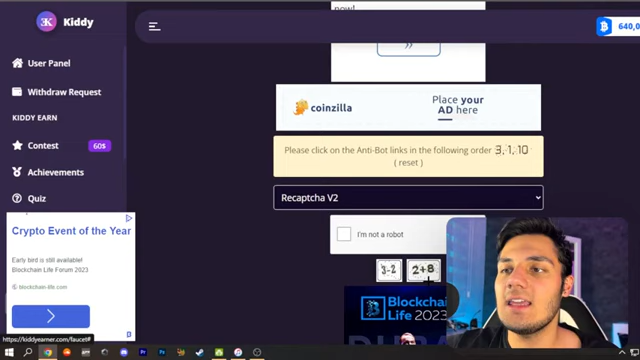 now!
Kiddy
640,0
User Panel
Withdraw Request
KIDDY EARN
Contest
60$
Achievements
Quiz
coinzilla
Place your
AD here
Please click on the Anti-Bot links in the following order 3, 1, 10
( reset )
Recaptcha V2
I'm not a robot
3-2
2+8
Crypto Event of the Year
Early bird is still available!
Blockchain Life Forum 2023
blockchain-life.com
Blockchain
Life 2023
https://kiddyearner.com/faucet#